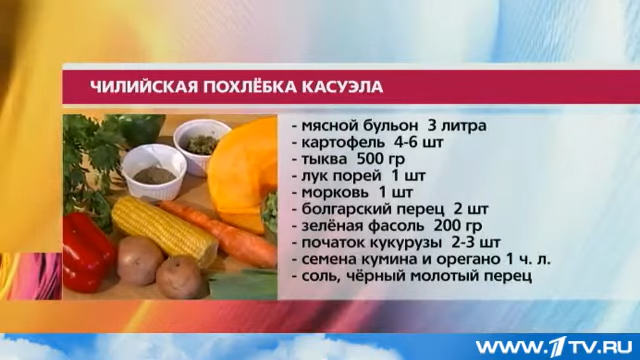 ЧИЛИЙСКАЯ ПОХЛЁБКА КАСУЭЛА
- мясной бульон 3 литра
- картофель 4-6 шт
- тыква 500 гр
- лук порей 1 шт
- морковь 1 шт
- болгарский перец 2 шт
- зелёная фасоль 200 гр
- початок кукурузы 2-3 шт
- семена кумина и орегано 1 ч. л.
- соль, чёрный молотый перец
WWW.1TV.RU